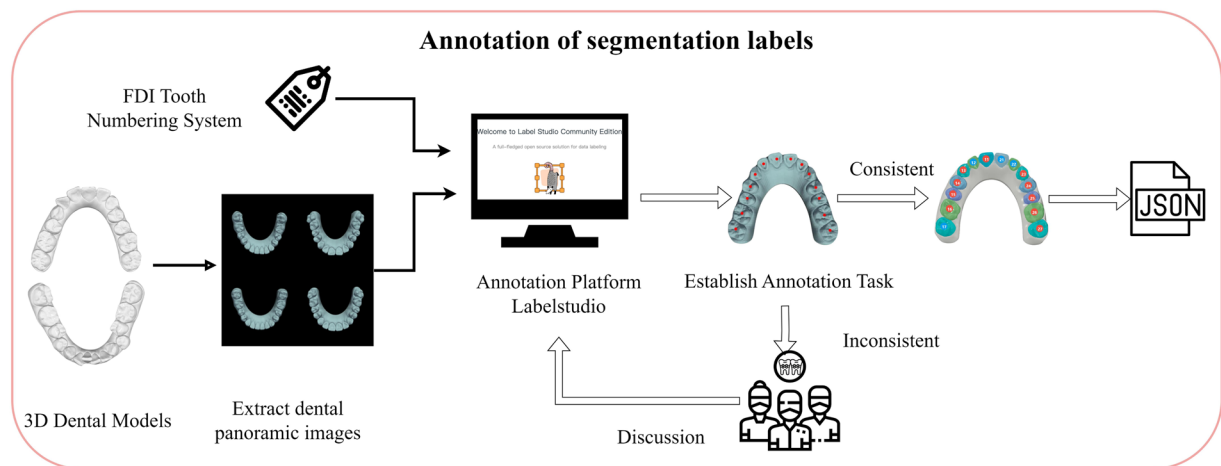 Annotation of segmentation labels
FDI Tooth
Numbering System
Welcome to Label Studio Community Edition
A full-fledged open source solution for data labeling
Consistent
JSON
Annotation Platform
Labelstudio
Establish Annotation Task
Inconsistent
3D Dental Models
Extract dental
panoramic images
Discussion